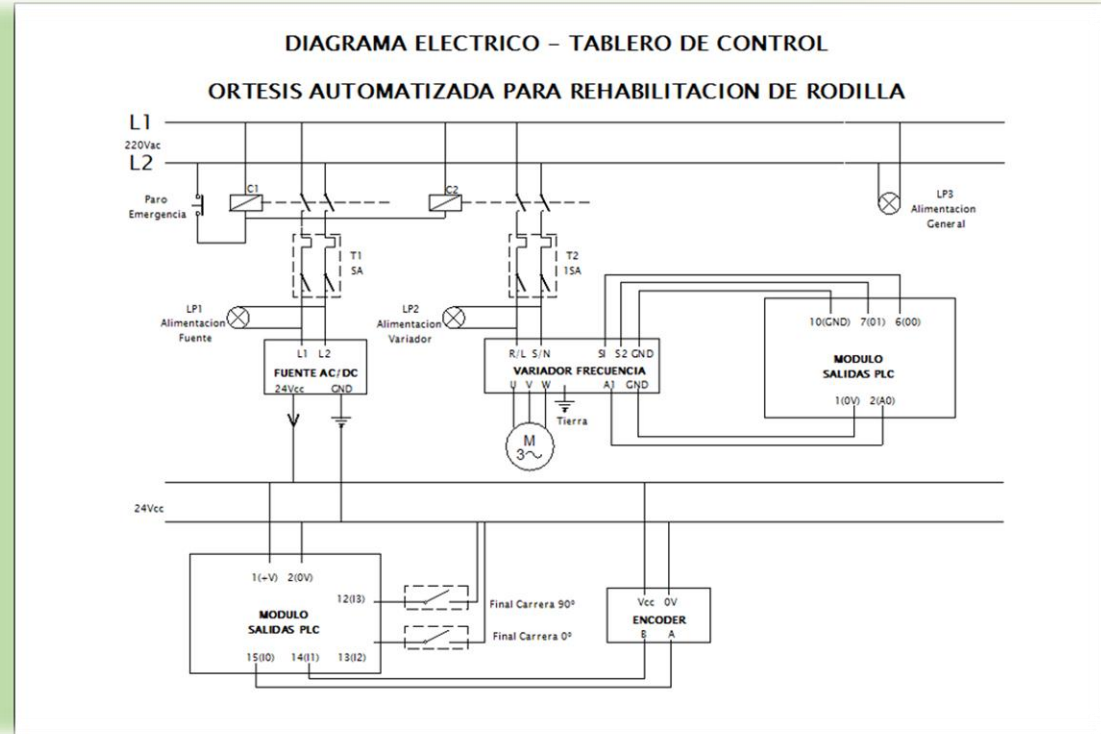 DIAGRAMA ELECTRICO – TABLERO DE CONTROL
ORTESIS AUTOMATIZADA PARA REHABILITACION DE RODILLA
L1
220Vac
L2
Paro
Emergencia
C1
C2
LP3
Alimentacion
General
T1
5A
T2
15A
LP1
Alimentacion
Fuente
LP2
Alimentacion
Variador
L1 L2
FUENTE AC/DC
24Vcc GND
R/L S/N S1 S2 GND
VARIADOR FRECUENCIA
U V W A1 GND
Tierra
M
3~
10(GND) 7(01) 6(00)
MODULO
SALIDAS PLC
1(0V) 2(A0)
24Vcc
1(+V) 2(0V)
12(I3)
MODULO
SALIDAS PLC
15(I0) 14(I1) 13(I2)
Final Carrera 90º
Final Carrera 0º
Vcc 0V
ENCODER
B A